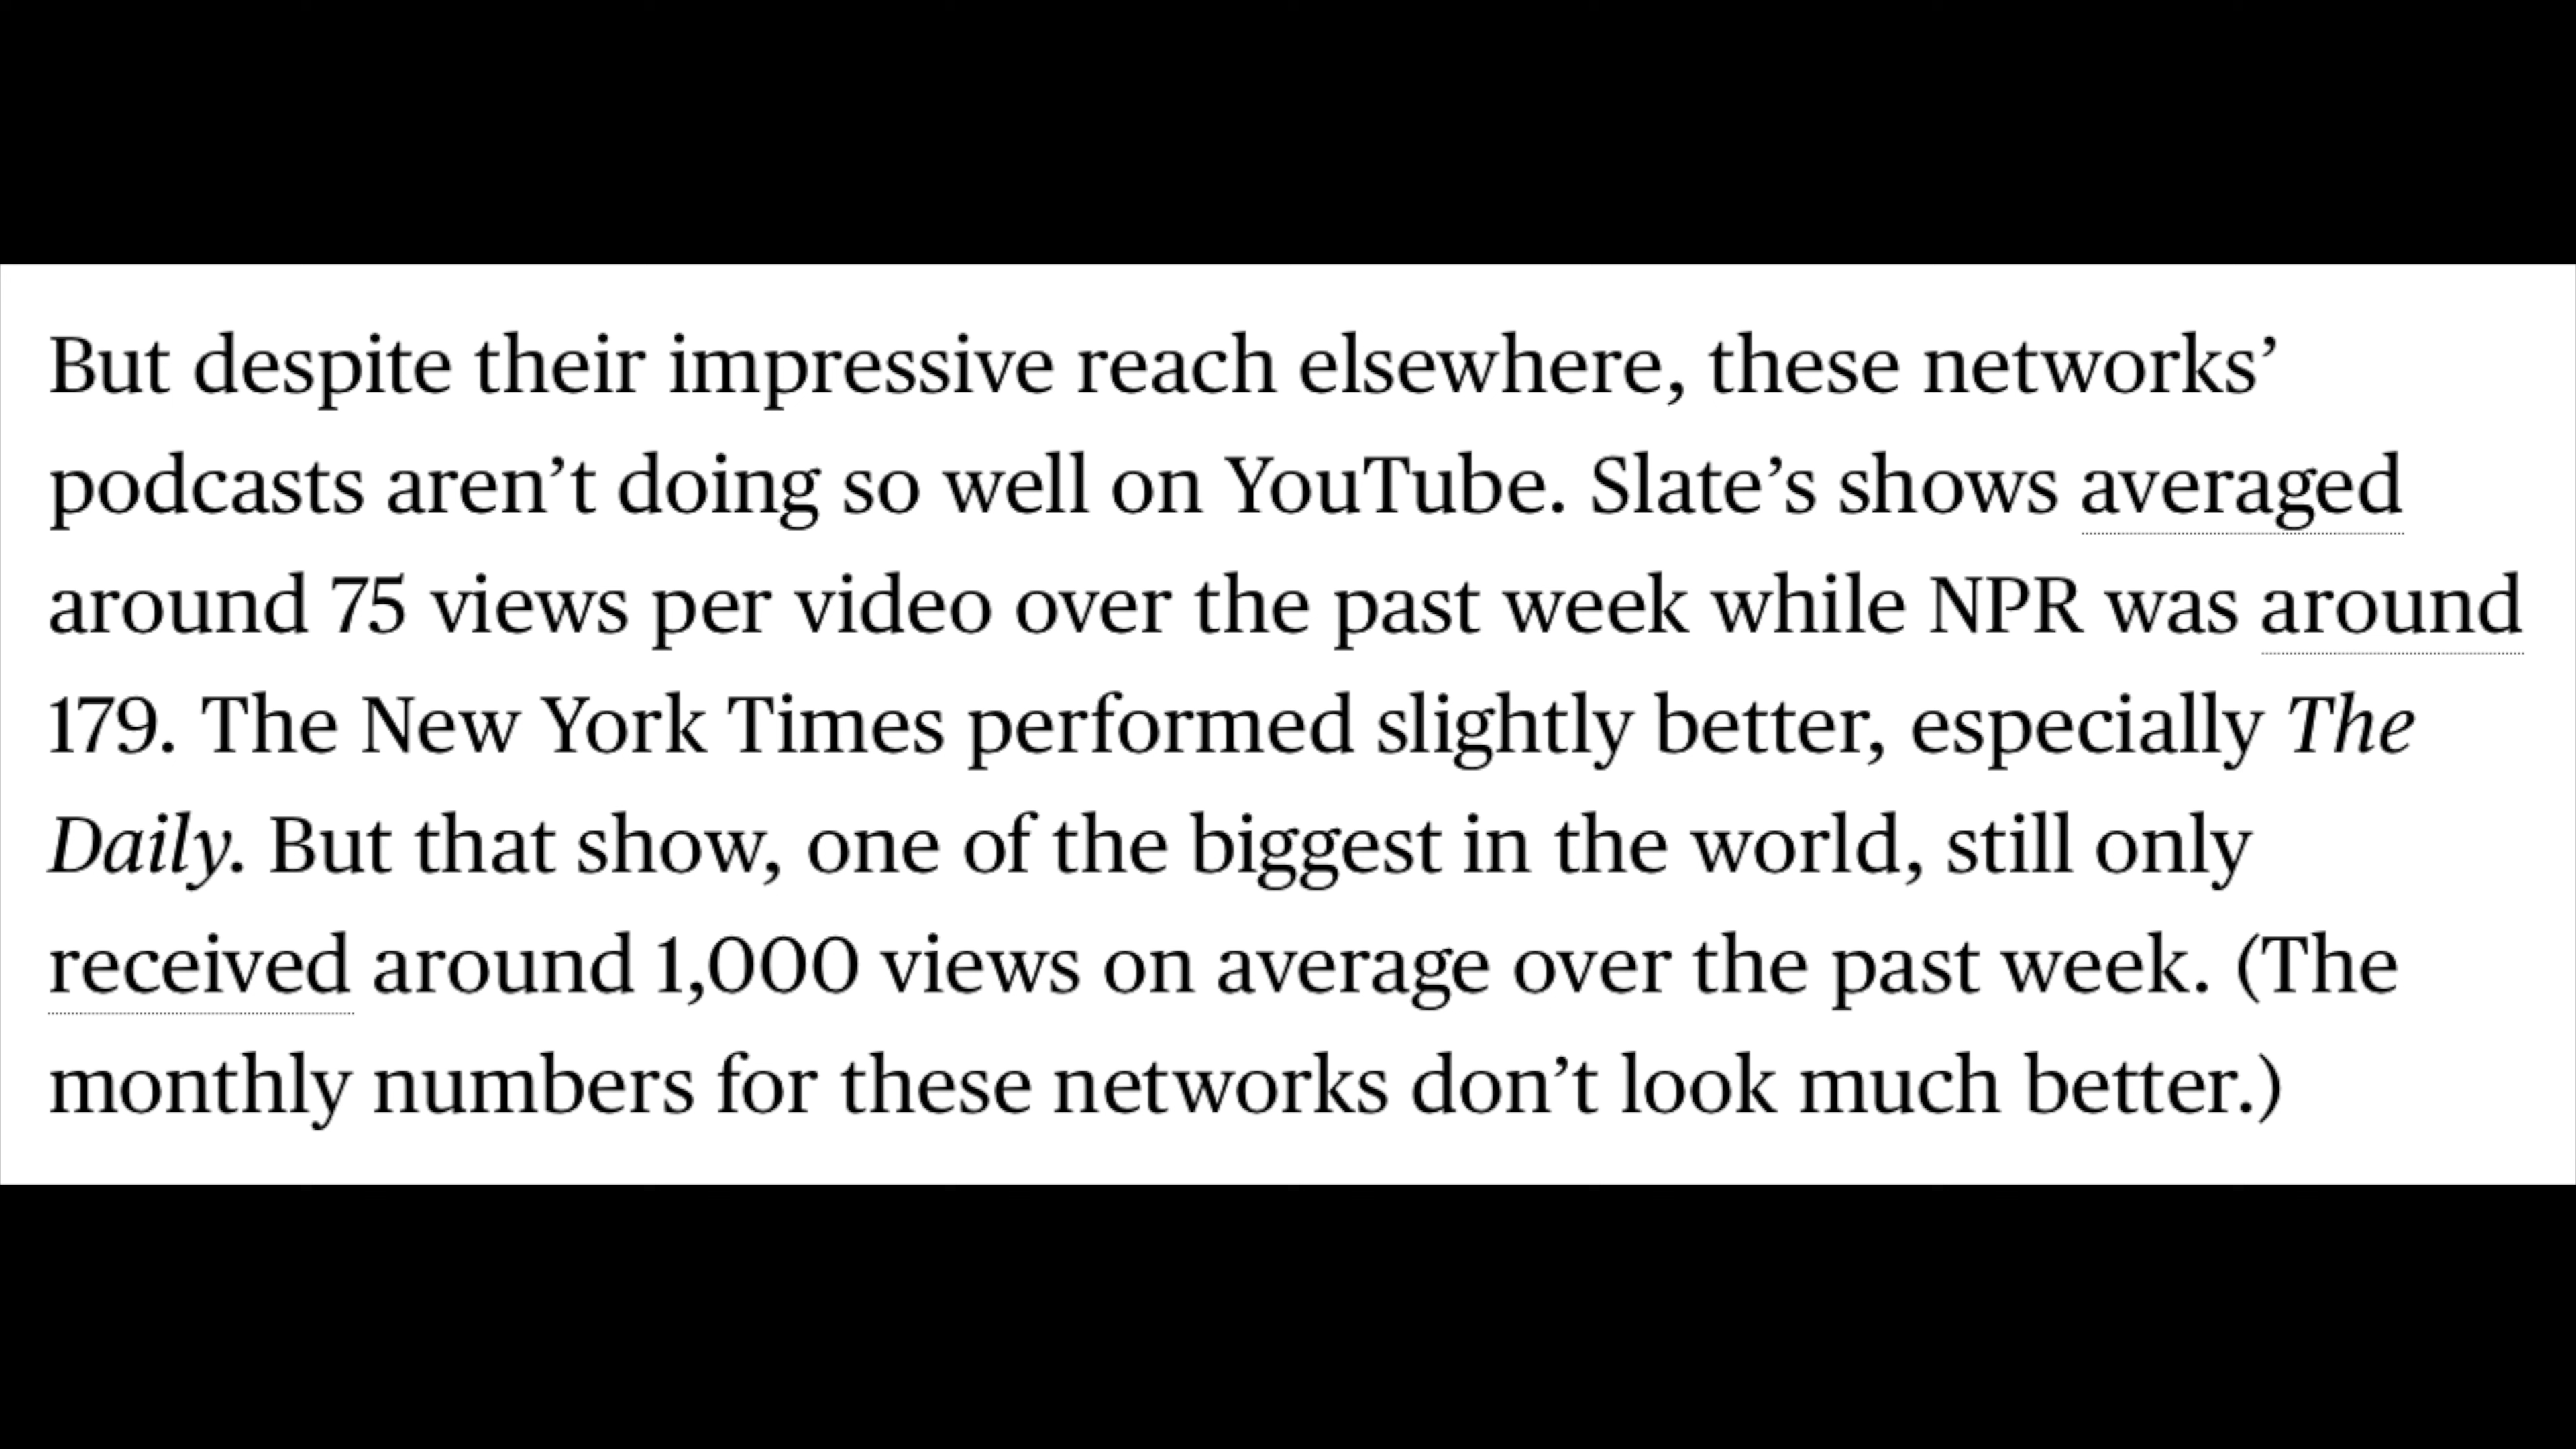 But despite their impressive reach elsewhere, these networks’
podcasts aren’t doing so well on YouTube. Slate’s shows averaged
around 75 views per video over the past week while NPR was around
179. The New York Times performed slightly better, especially The
Daily. But that show, one of the biggest in the world, still only
received around 1,000 views on average over the past week. (The
monthly numbers for these networks don’t look much better.)